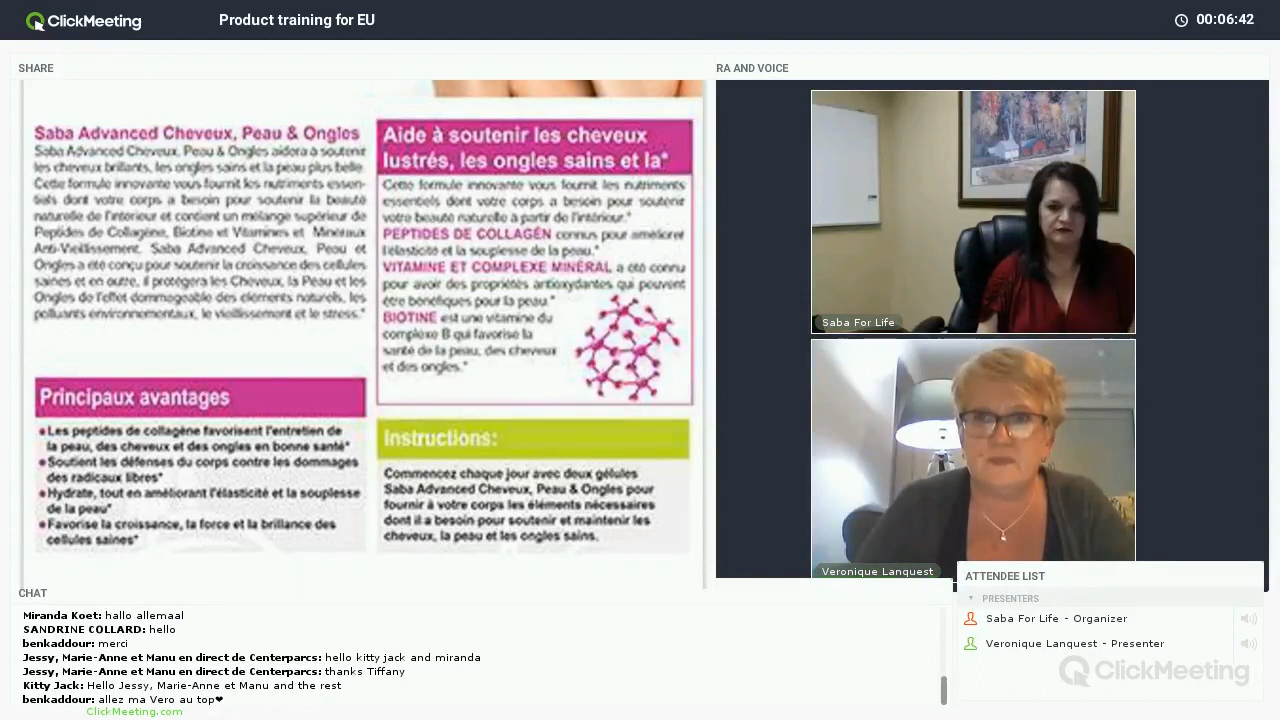 ClickMeeting
Product training for EU
00:06:42
SHARE
Saba Advanced Cheveux, Peau & Ongles
Saba Advanced Cheveux, Peau & Ongles aidera à soutenir
les cheveux brillants, les ongles sains et la peau plus belle.
Cette formule innovante vous fournit les nutriments essen-
tiels dont votre corps a besoin pour soutenir la beauté
naturelle de l'intérieur et contient un mélange supérieur de
Peptides de Collagène, Biotine et Vitamines et Minéraux
Anti-Vieillissement. Saba Advanced Cheveux, Peau et
Ongles a été conçu pour soutenir la croissance des cellules
saines et en outre, il protégera les Cheveux, la Peau et les
Ongles de l'effet dommageable des éléments naturels, les
polluants environnementaux, le vieillissement et le stress.*
Principaux avantages
•Les peptides de collagène favorisent l'entretien de
la peau, des cheveux et des ongles en bonne santé*
•Soutient les défenses du corps contre les dommages
des radicaux libres*
•Hydrate, tout en améliorant l'élasticité et la souplesse
de la peau*
•Favorise la croissance, la force et la brillance des
cellules saines*
Aide à soutenir les cheveux
lustrés, les ongles sains et la*
Cette formule innovante vous fournit les nutriments
essentiels dont votre corps a besoin pour soutenir
votre beauté naturelle à partir de l'intérieur.*
PEPTIDES DE COLLAGÉN connus pour améliorer
l'élasticité et la souplesse de la peau.*
VITAMINE ET COMPLEXE MINÉRAL a été connu
pour avoir des propriétés antioxydantes qui peuvent
être bénéfiques pour la peau.*
BIOTINE est une vitamine du
complexe B qui favorise la
santé de la peau, des cheveux
et des ongles.*
Instructions:
Commencez chaque jour avec deux gélules
Saba Advanced Cheveux, Peau & Ongles pour
fournir à votre corps les éléments nécessaires
dont il a besoin pour soutenir et maintenir les
cheveux, la peau et les ongles sains.
RA AND VOICE
Saba For Life
Veronique Lanquest
CHAT
Miranda Koet: hallo allemaal
SANDRINE COLLARD: hello
benkaddour: merci
Jessy, Marie-Anne et Manu en direct de Centerparcs: hello kitty jack and miranda
Jessy, Marie-Anne et Manu en direct de Centerparcs: thanks Tiffany
Kitty Jack: Hello Jessy, Marie-Anne et Manu and the rest
benkaddour: allez ma Vero au top❤
ClickMeeting.com
ATTENDEE LIST
PRESENTERS
Saba For Life - Organizer
Veronique Lanquest - Presenter
ClickMeeting